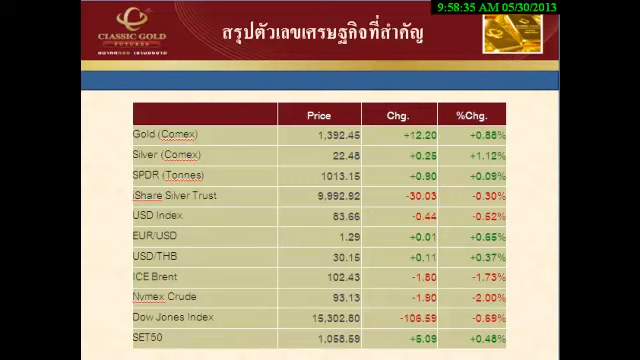 9:58:35 AM 05/30/2013
CLASSIC GOLD
FUTURES
สรุปตัวเลขเศรษฐกิจที่สำคัญ
Price Chg. %Chg.
Gold (Comex) 1,392.45 +12.20 +0.88%
Silver (Comex) 22.48 +0.25 +1.12%
SPDR (Tonnes) 1013.15 +0.90 +0.09%
iShare Silver Trust 9,992.92 -30.03 -0.30%
USD Index 83.66 -0.44 -0.52%
EUR/USD 1.29 +0.01 +0.65%
USD/THB 30.15 +0.11 +0.37%
ICE Brent 102.43 -1.80 -1.73%
Nymex Crude 93.13 -1.90 -2.00%
Dow Jones Index 15,302.80 -106.59 -0.69%
SET50 1,058.59 +5.09 +0.48%